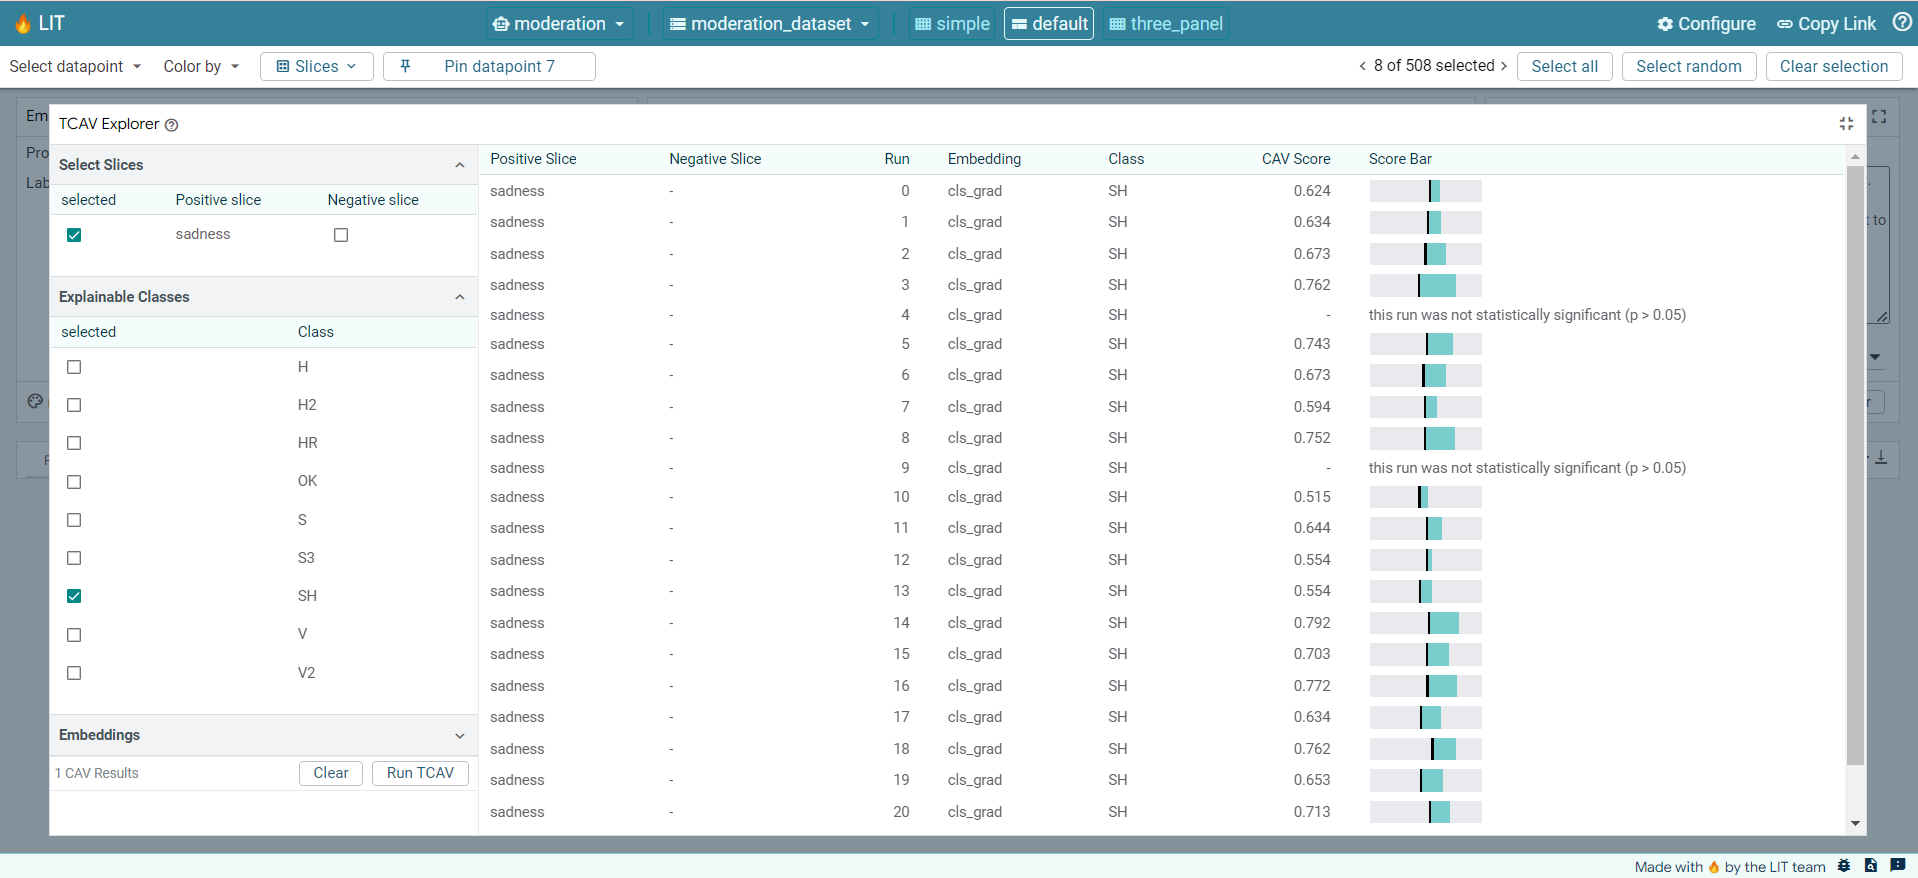 LIT moderation moderation_dataset simple default three_panel Configure Copy Link
Select datapoint Color by Slices Pin datapoint 7 8 of 508 selected Select all Select random Clear selection
TCAV Explorer
Select Slices
selected Positive slice Negative slice
sadness
Explainable Classes
selected Class
H
H2
HR
OK
S
S3
SH
V
V2
Embeddings
1 CAV Results Clear Run TCAV
Positive Slice Negative Slice Run Embedding Class CAV Score Score Bar
sadness - 0 cls_grad SH 0.624
sadness - 1 cls_grad SH 0.634
sadness - 2 cls_grad SH 0.673
sadness - 3 cls_grad SH 0.762
sadness - 4 cls_grad SH - this run was not statistically significant (p > 0.05)
sadness - 5 cls_grad SH 0.743
sadness - 6 cls_grad SH 0.673
sadness - 7 cls_grad SH 0.594
sadness - 8 cls_grad SH 0.752
sadness - 9 cls_grad SH - this run was not statistically significant (p > 0.05)
sadness - 10 cls_grad SH 0.515
sadness - 11 cls_grad SH 0.644
sadness - 12 cls_grad SH 0.554
sadness - 13 cls_grad SH 0.554
sadness - 14 cls_grad SH 0.792
sadness - 15 cls_grad SH 0.703
sadness - 16 cls_grad SH 0.772
sadness - 17 cls_grad SH 0.634
sadness - 18 cls_grad SH 0.762
sadness - 19 cls_grad SH 0.653
sadness - 20 cls_grad SH 0.713
Em
Pro
Lab
to
Made with 🔥 by the LIT team